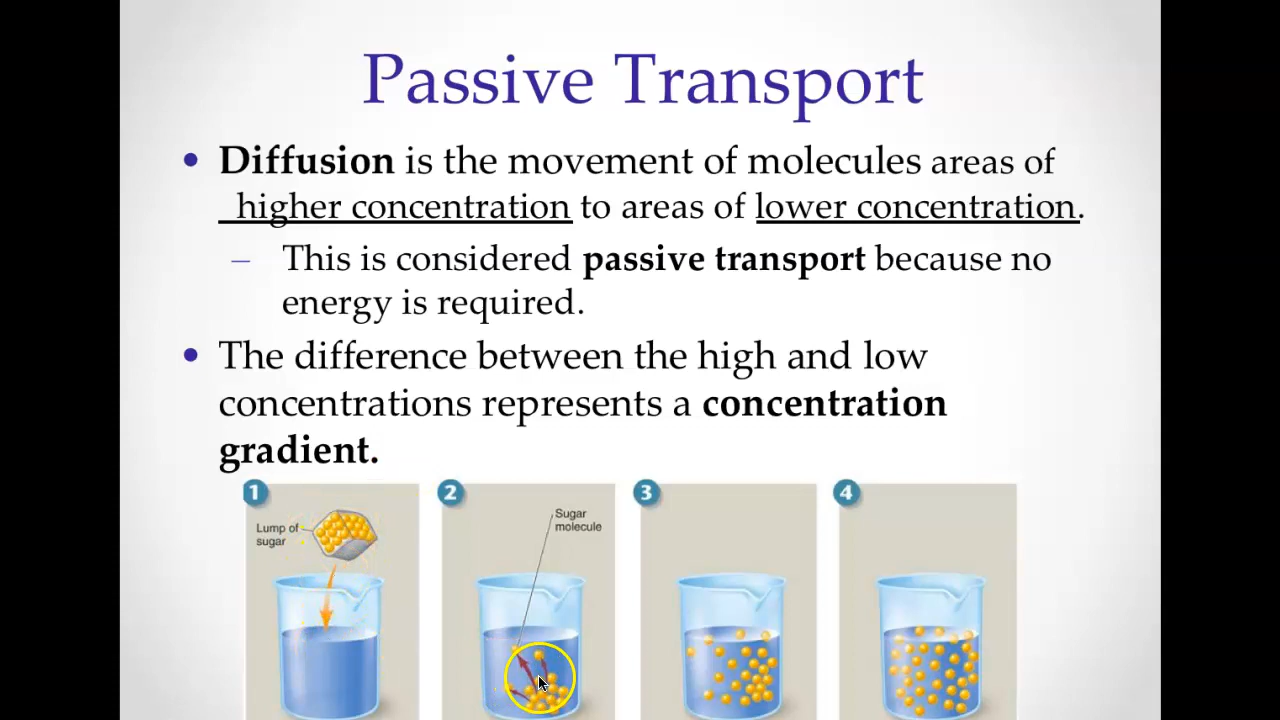 Passive Transport
• Diffusion is the movement of molecules areas of
higher concentration to areas of lower concentration.
– This is considered passive transport because no
energy is required.
• The difference between the high and low
concentrations represents a concentration
gradient.
1
Lump of
sugar
2
Sugar
molecule
3
4